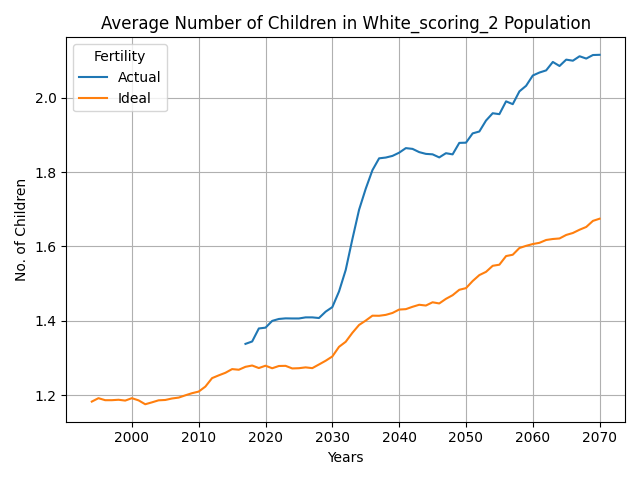 Average Number of Children in White_scoring_2 Population
Fertility
Actual
Ideal
No. of Children
2.0
1.8
1.6
1.4
1.2
2000 2010 2020 2030 2040 2050 2060 2070
Years